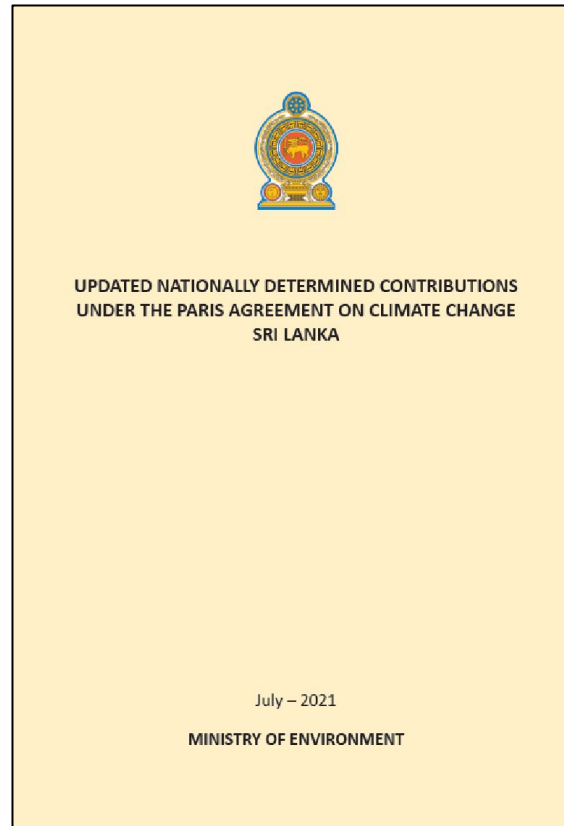 UPDATED NATIONALLY DETERMINED CONTRIBUTIONS
UNDER THE PARIS AGREEMENT ON CLIMATE CHANGE
SRI LANKA
July – 2021
MINISTRY OF ENVIRONMENT